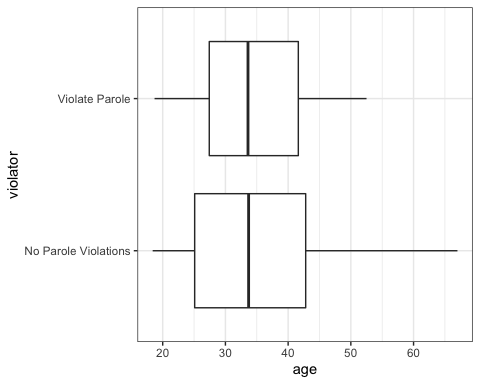 Violate Parole
violator
No Parole Violations
20 30 40 50 60
age